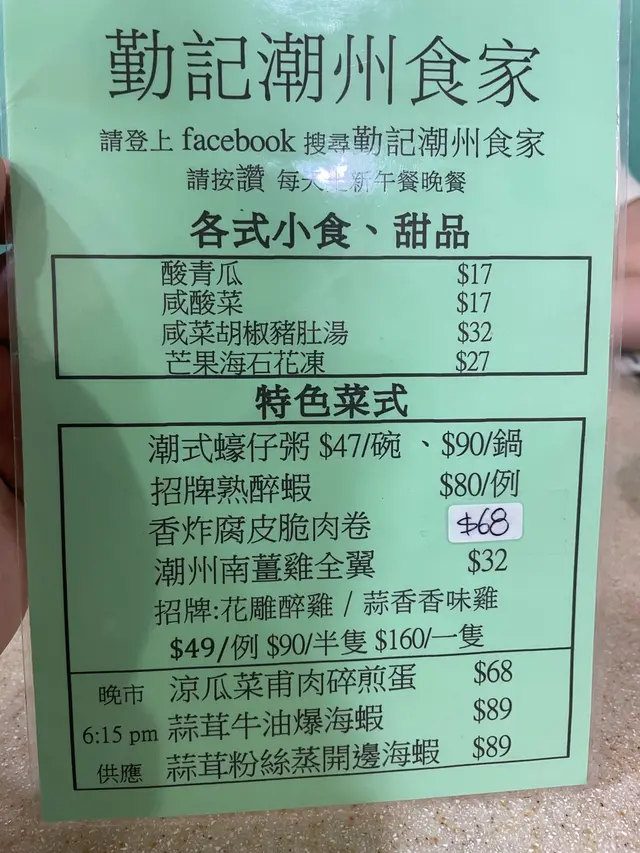 勤記潮州食家
請登上 facebook 搜尋勤記潮州食家
請按讚 每天更新午餐晚餐
各式小食、甜品
酸青瓜 $17
咸酸菜 $17
咸菜胡椒豬肚湯 $32
芒果海石花凍 $27
特色菜式
潮式蠔仔粥 $47/碗 、$90/鍋
招牌熟醉蝦 $80/例
香炸腐皮脆肉卷 $68
潮州南薑雞全翼 $32
招牌:花雕醉雞 / 蒜香香味雞
$49/例 $90/半隻 $160/一隻
晚市 涼瓜菜甫肉碎煎蛋 $68
6:15 pm 蒜茸牛油爆海蝦 $89
供應 蒜茸粉絲蒸開邊海蝦 $89